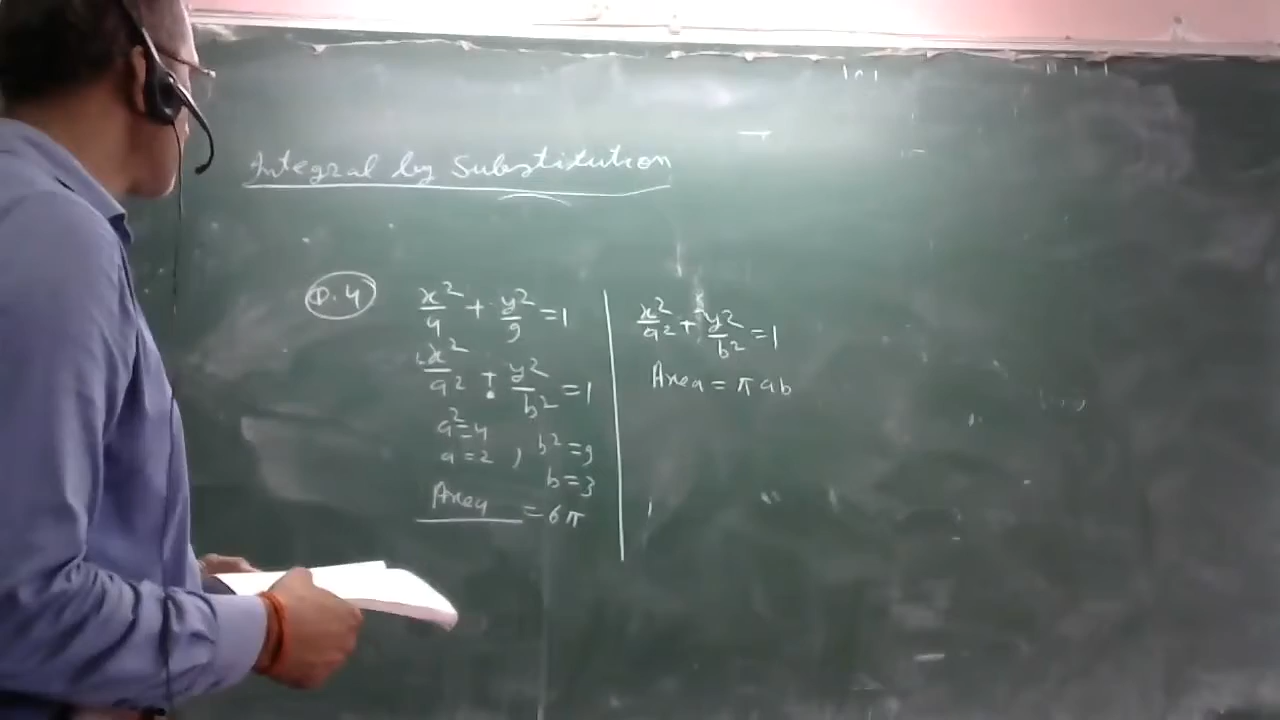 Integral by Substitution
Q.4
x²/4 + y²/9 = 1
x²/a² + y²/b² = 1
a² = 4
a = 2 , b² = 9
b = 3
Area = 6π
x²/a² + y²/b² = 1
Area = πab